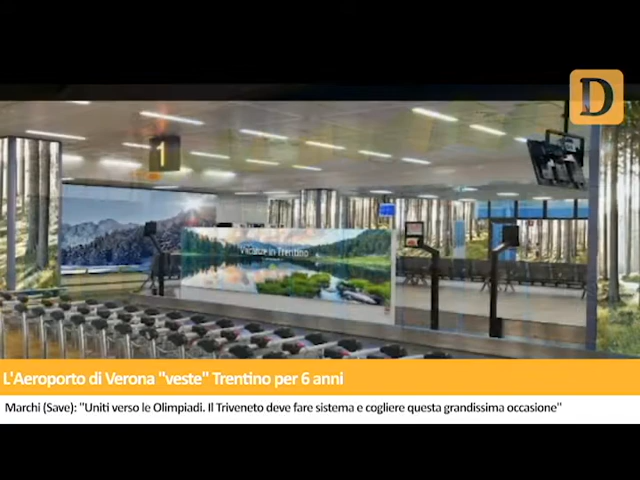 D
1
Vacanze in Trentino
L'Aeroporto di Verona "veste" Trentino per 6 anni
Marchi (Save): "Uniti verso le Olimpiadi. Il Triveneto deve fare sistema e cogliere questa grandissima occasione"